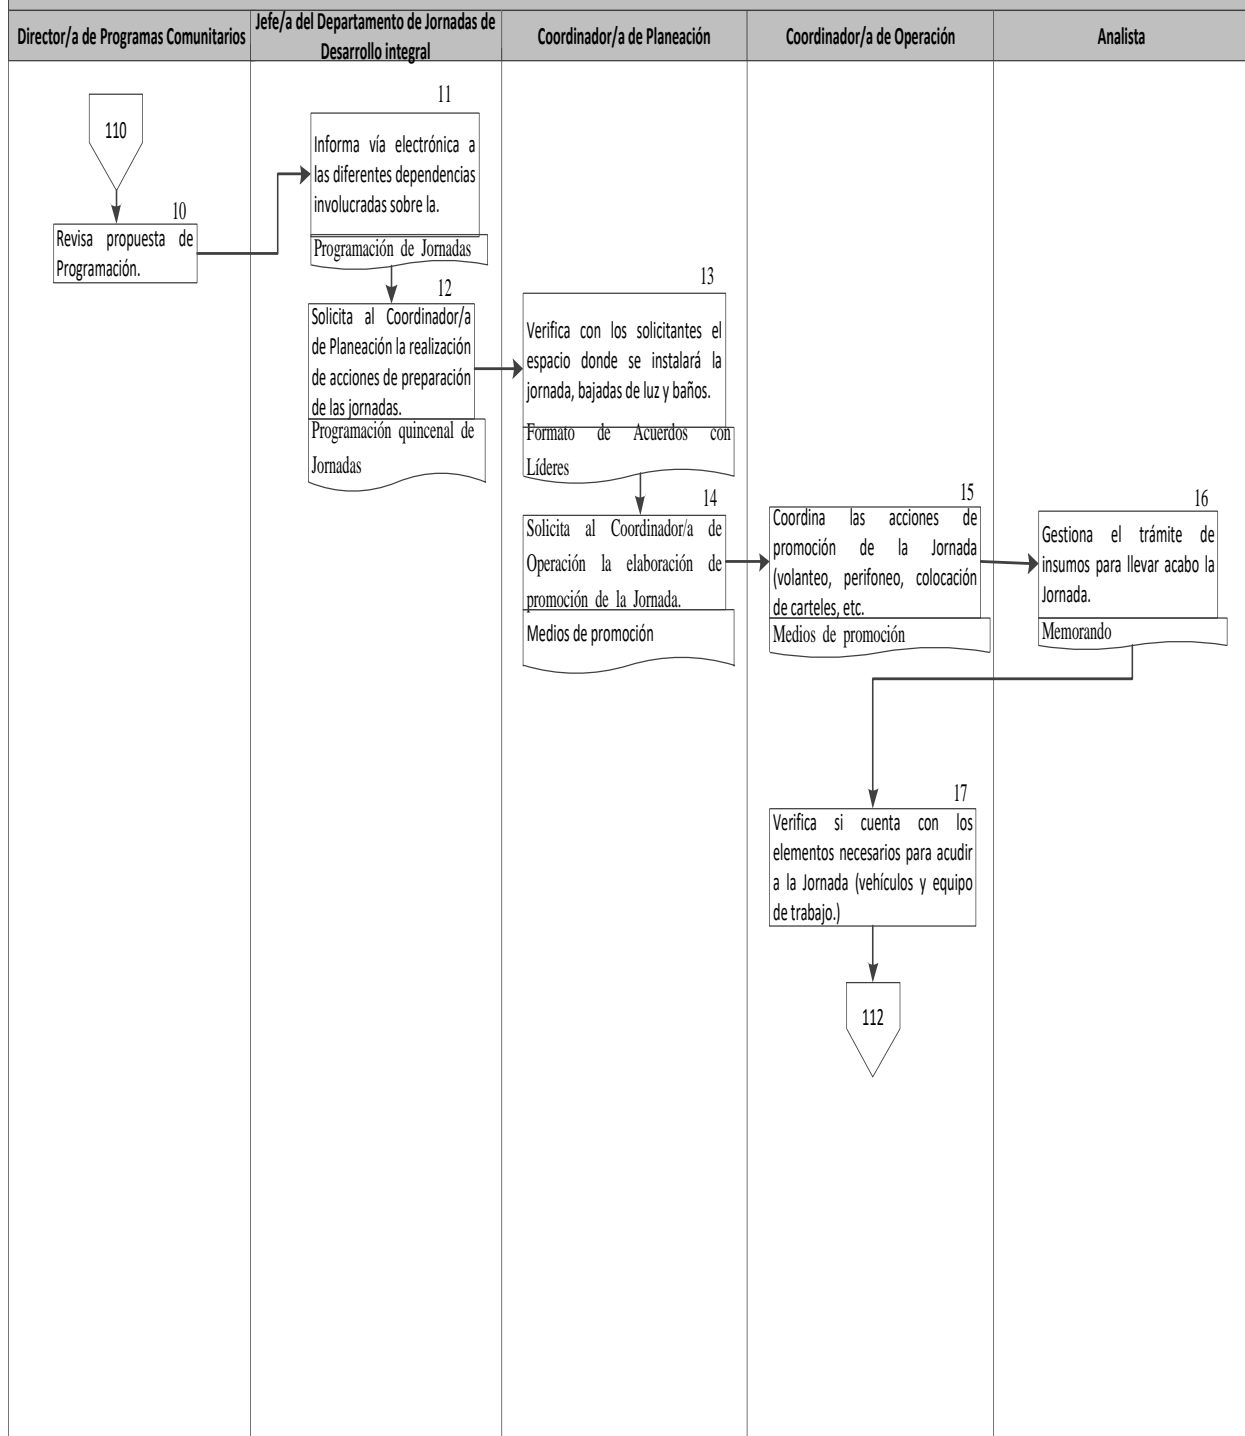 Director/a de Programas Comunitarios
Jefe/a del Departamento de Jornadas de
Desarrollo integral
Coordinador/a de Planeación
Coordinador/a de Operación
Analista
110
10
Revisa propuesta de
Programación.
11
Informa vía electrónica a
las diferentes dependencias
involucradas sobre la.
Programación de Jornadas
12
Solicita al Coordinador/a
de Planeación la realización
de acciones de preparación
de las jornadas.
Programación quincenal de
Jornadas
13
Verifica con los solicitantes el
espacio donde se instalará la
jornada, bajadas de luz y baños.
Formato de Acuerdos con
Líderes
14
Solicita al Coordinador/a de
Operación la elaboración de
promoción de la Jornada.
Medios de promoción
15
Coordina las acciones de
promoción de la Jornada
(volanteo, perifoneo, colocación
de carteles, etc.
Medios de promoción
16
Gestiona el trámite de
insumos para llevar acabo la
Jornada.
Memorando
17
Verifica si cuenta con los
elementos necesarios para acudir
a la Jornada (vehículos y equipo
de trabajo.)
112